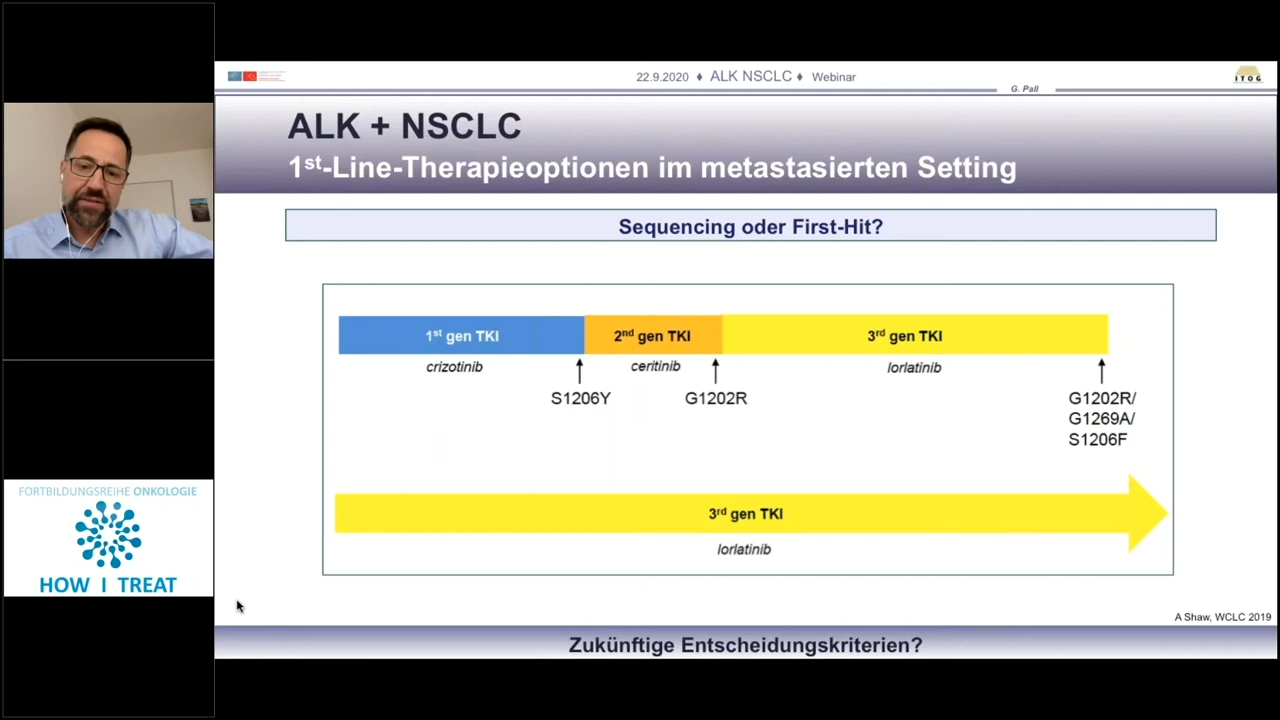 22.9.2020 ♦ ALK NSCLC ♦ Webinar
G. Pall
ITOG
ALK + NSCLC
1st-Line-Therapieoptionen im metastasierten Setting
Sequencing oder First-Hit?
1st gen TKI
2nd gen TKI
3rd gen TKI
crizotinib
ceritinib
lorlatinib
S1206Y
G1202R
G1202R/
G1269A/
S1206F
3rd gen TKI
lorlatinib
A Shaw, WCLC 2019
Zukünftige Entscheidungskriterien?
FORTBILDUNGSREIHE ONKOLOGIE
HOW I TREAT